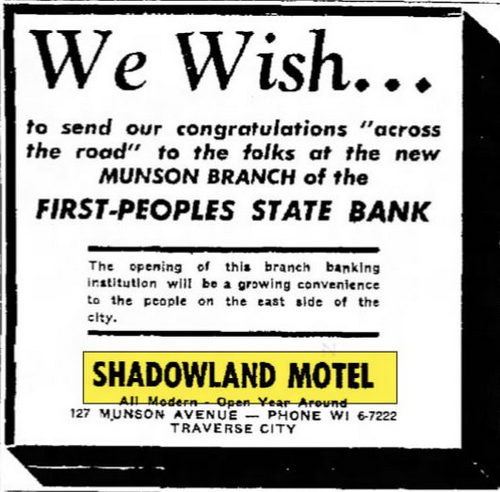 We Wish...
to send our congratulations "across
the road" to the folks at the new
MUNSON BRANCH of the
FIRST-PEOPLES STATE BANK
The opening of this branch banking
institution will be a growing convenience
to the people on the east side of the
city.
SHADOWLAND MOTEL
All Modern - Open Year Around
127 MUNSON AVENUE — PHONE WI 6-7222
TRAVERSE CITY